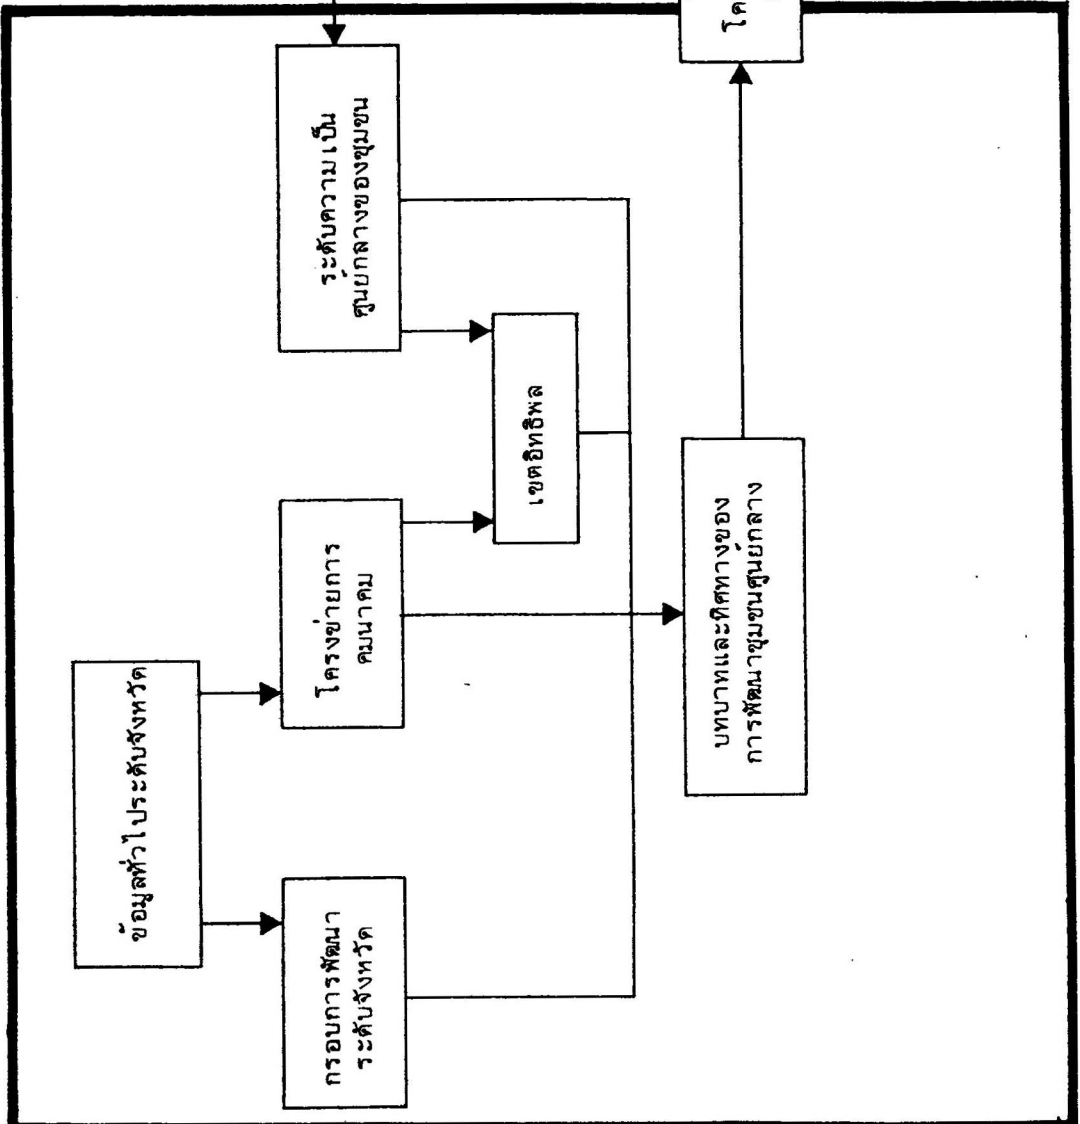 ข้อมูลทั่วไประดับจังหวัด
กรอบการพัฒนา
ระดับจังหวัด
โครงข่ายการ
คมนาคม
ระดับความเป็น
ศูนย์กลางของชุมชน
เขตอิทธิพล
บทบาทและทิศทางของ
การพัฒนาชุมชนศูนย์กลาง
โค